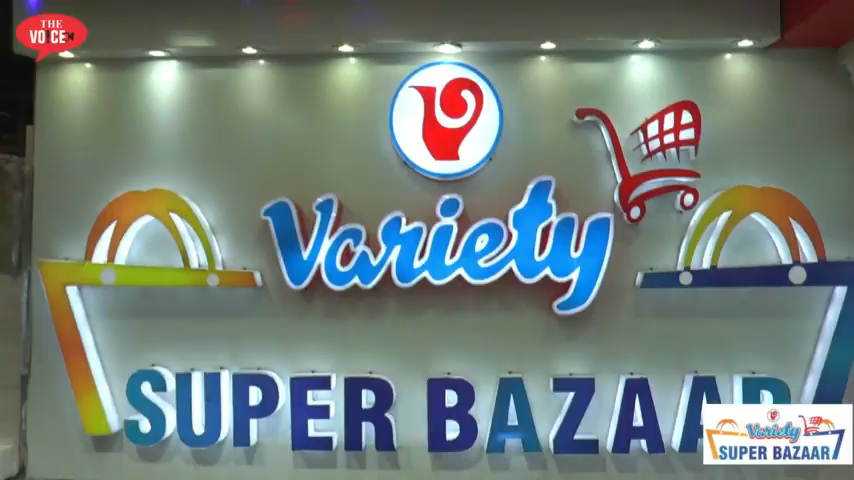 THE
VOICE
Variety
SUPER BAZAAR
Variety
SUPER BAZAAR